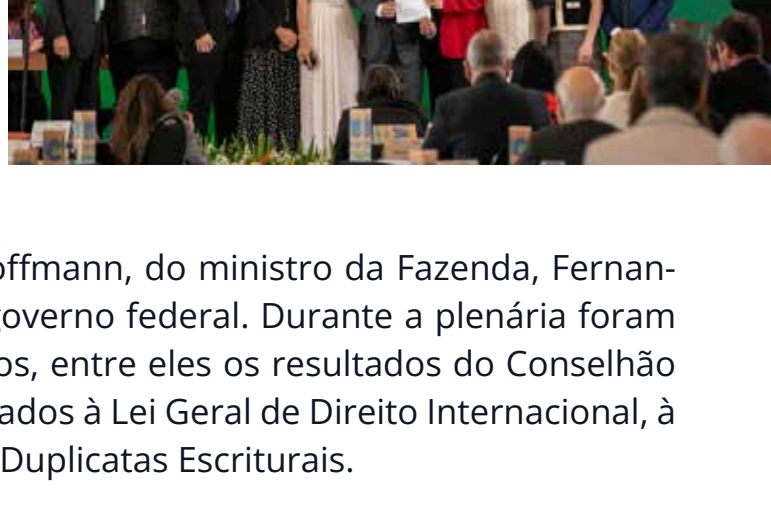 offmann, do ministro da Fazenda, Fernan-
governo federal. Durante a plenária foram
os, entre eles os resultados do Conselhão
ados à Lei Geral de Direito Internacional, à
Duplicatas Escriturais.